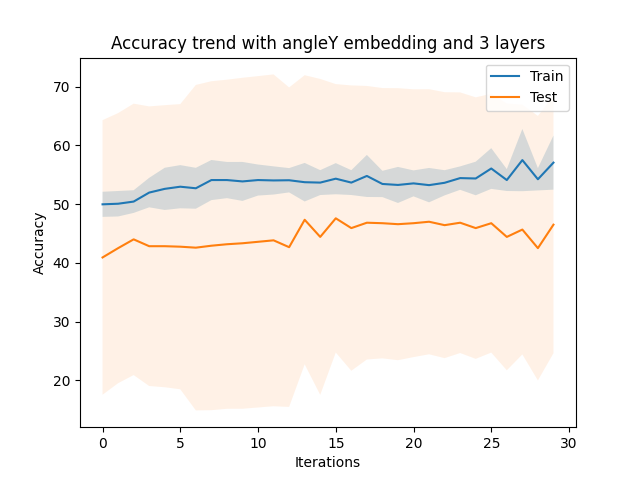 Accuracy trend with angleY embedding and 3 layers
Train
Test
70
60
50
40
30
20
Accuracy
0 5 10 15 20 25 30
Iterations